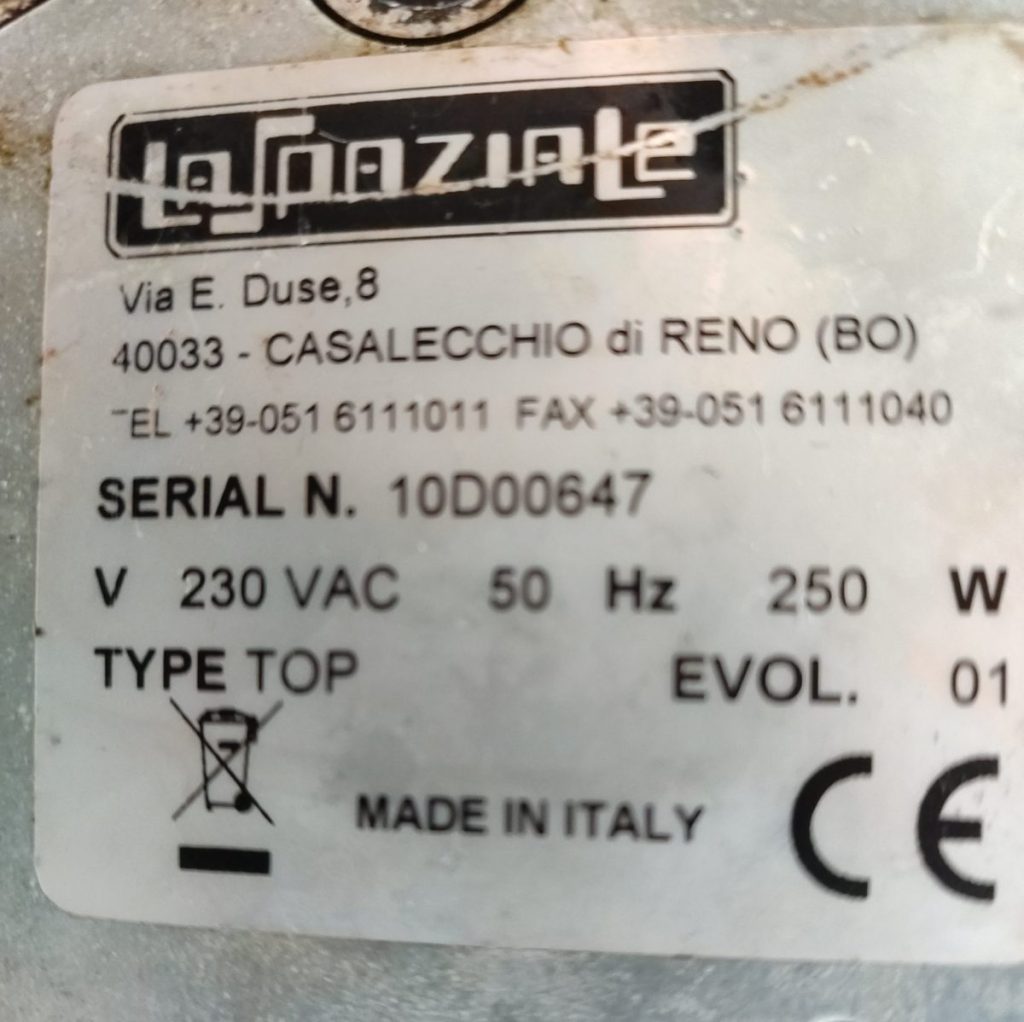 LaSpaziaLe
Via E. Duse,8
40033 - CASALECCHIO di RENO (BO)
TEL +39-051 6111011 FAX +39-051 6111040
SERIAL N. 10D00647
V 230 VAC 50 Hz 250 W
TYPE TOP EVOL. 01
MADE IN ITALY CE